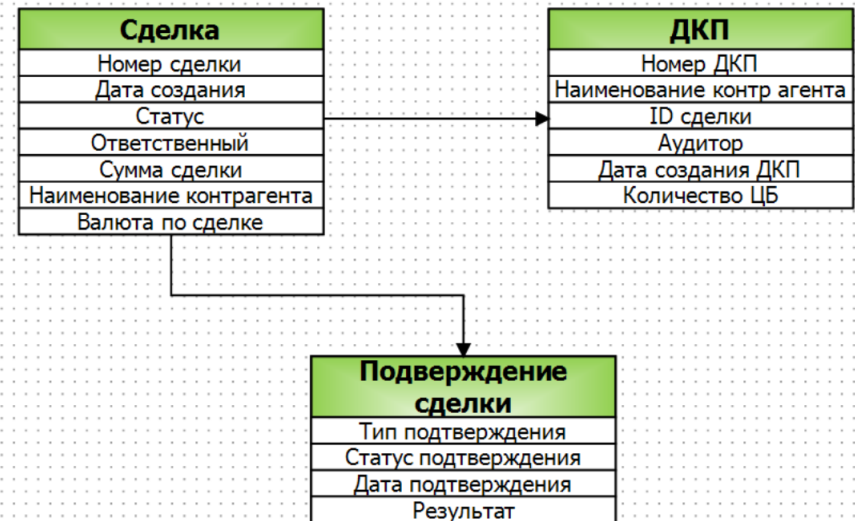 Сделка
Номер сделки
Дата создания
Статус
Ответственный
Сумма сделки
Наименование контрагента
Валюта по сделке
ДКП
Номер ДКП
Наименование контр агента
ID сделки
Аудитор
Дата создания ДКП
Количество ЦБ
Подверждение
сделки
Тип подтверждения
Статус подтверждения
Дата подтверждения
Результат